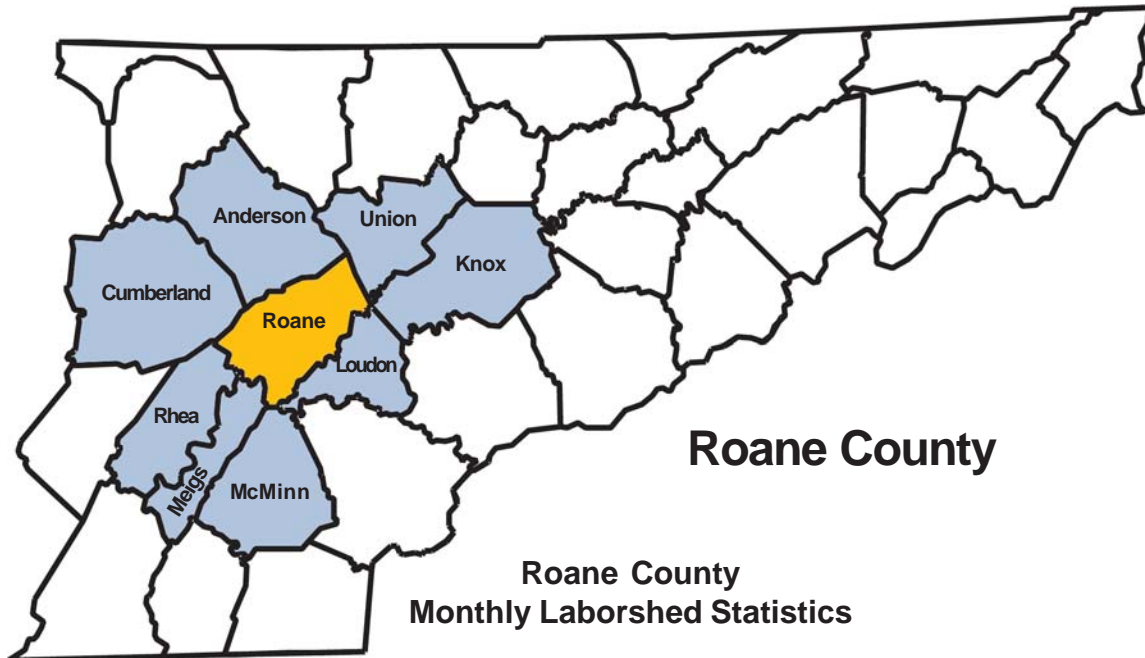 Anderson
Union
Knox
Cumberland
Roane
Loudon
Rhea
Meigs
McMinn
Roane County
Roane County
Monthly Laborshed Statistics